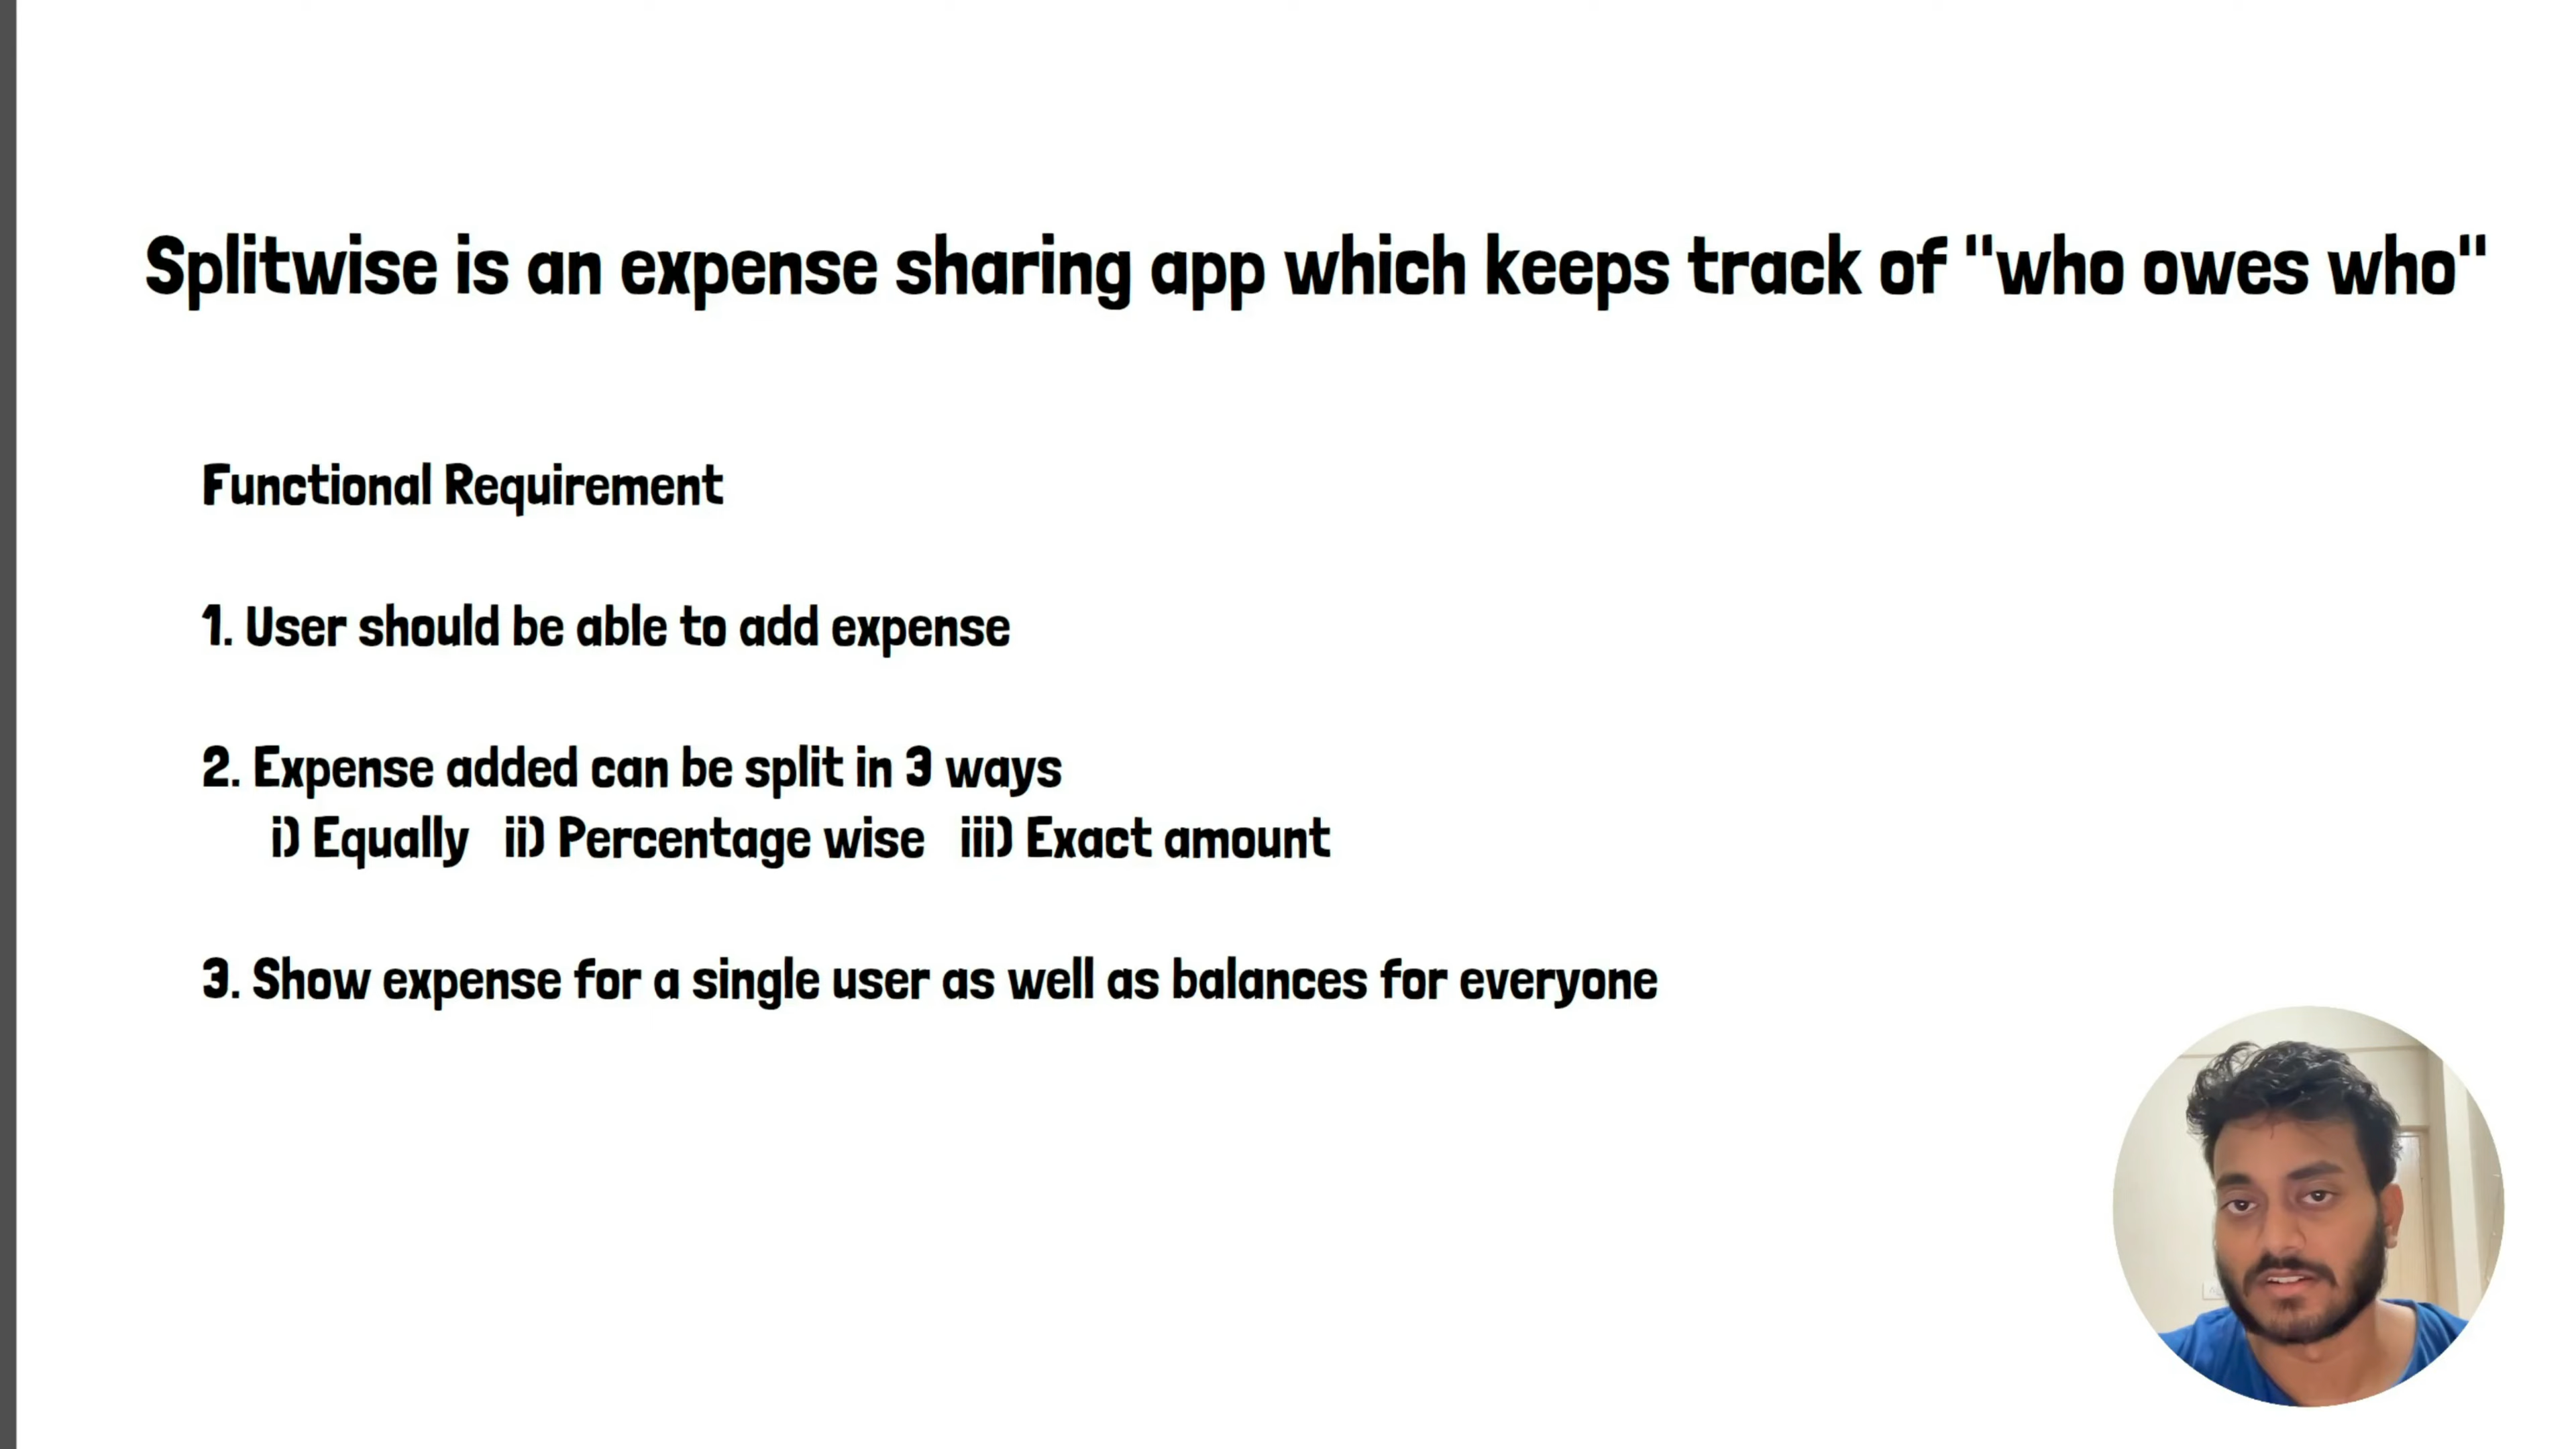 Splitwise is an expense sharing app which keeps track of "who owes who"
Functional Requirement
1. User should be able to add expense
2. Expense added can be split in 3 ways
i) Equally ii) Percentage wise iii) Exact amount
3. Show expense for a single user as well as balances for everyone